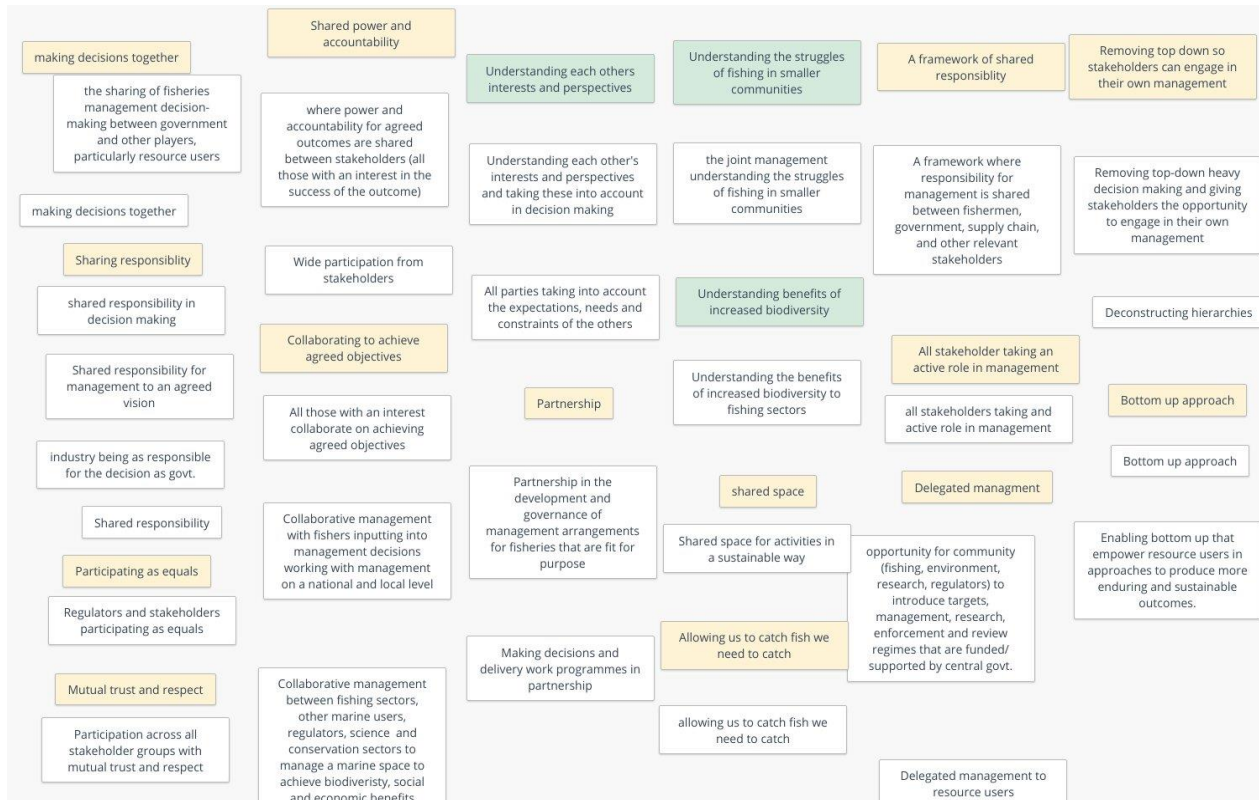 making decisions together
the sharing of fisheries
management decision-
making between government
and other players,
particularly resource users
making decisions together
Sharing responsiblity
shared responsibility in
decision making
Shared responsibility for
management to an agreed
vision
industry being as responsible
for the decision as govt.
Shared responsibility
Participating as equals
Regulators and stakeholders
participating as equals
Mutual trust and respect
Participation across all
stakeholder groups with
mutual trust and respect
Shared power and
accountability
where power and
accountability for agreed
outcomes are shared
between stakeholders (all
those with an interest in the
success of the outcome)
Wide participation from
stakeholders
Collaborating to achieve
agreed objectives
All those with an interest
collaborate on achieving
agreed objectives
Collaborative management
with fishers inputting into
management decisions
working with management
on a national and local level
Collaborative management
between fishing sectors,
other marine users,
regulators, science and
conservation sectors to
manage a marine space to
achieve biodiveristy, social
and economic benefits
Understanding each others
interests and perspectives
Understanding each other's
interests and perspectives
and taking these into account
in decision making
All parties taking into account
the expectations, needs and
constraints of the others
Partnership
Partnership in the
development and
governance of
management arrangements
for fisheries that are fit for
purpose
Making decisions and
delivery work programmes in
partnership
Understanding the struggles
of fishing in smaller
communities
the joint management
understanding the struggles
of fishing in smaller
communities
Understanding benefits of
increased biodiversity
Understanding the benefits
of increased biodiversity to
fishing sectors
shared space
Shared space for activities in
a sustainable way
Allowing us to catch fish we
need to catch
allowing us to catch fish we
need to catch
A framework of shared
responsiblity
A framework where
responsibility for
management is shared
between fishermen,
government, supply chain,
and other relevant
stakeholders
All stakeholder taking an
active role in management
all stakeholders taking and
active role in management
Delegated managment
opportunity for community
(fishing, environment,
research, regulators) to
introduce targets,
management, research,
enforcement and review
regimes that are funded/
supported by central govt.
Delegated management to
resource users
Removing top down so
stakeholders can engage in
their own management
Removing top-down heavy
decision making and giving
stakeholders the opportunity
to engage in their own
management
Deconstructing hierarchies
Bottom up approach
Bottom up approach
Enabling bottom up that
empower resource users in
approaches to produce more
enduring and sustainable
outcomes.